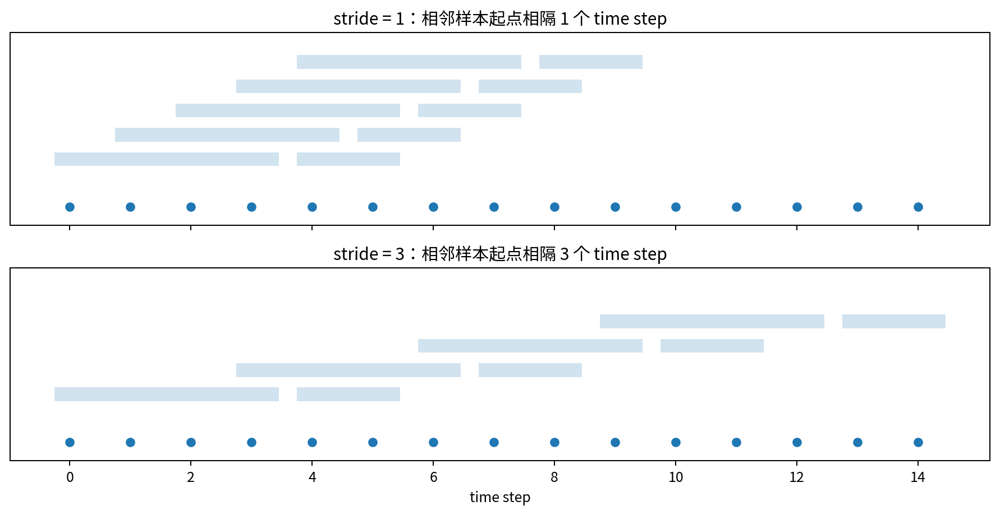 stride = 1：相邻样本起点相隔 1 个 time step
stride = 3：相邻样本起点相隔 3 个 time step
0 2 4 6 8 10 12 14
time step